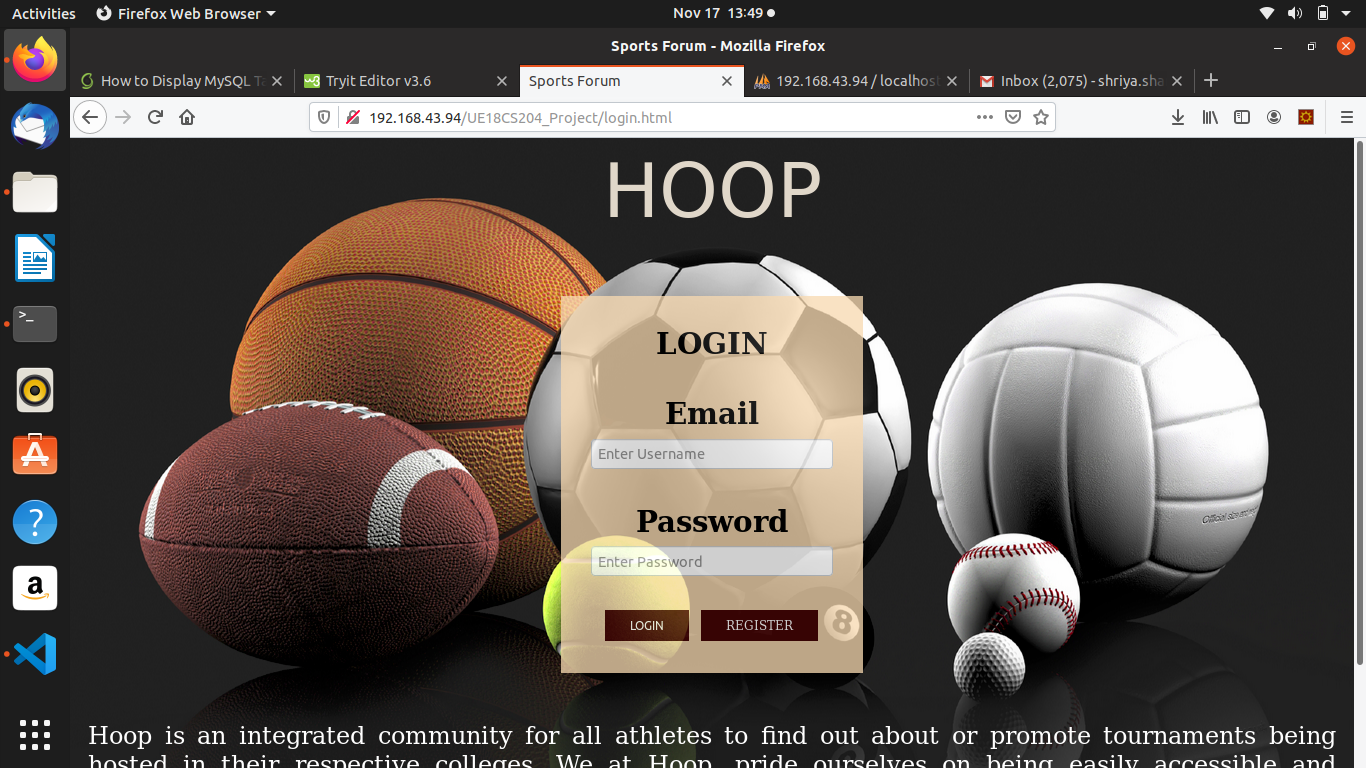 Activities Firefox Web Browser Nov 17 13:49
Sports Forum - Mozilla Firefox
How to Display MySQL Ta Tryit Editor v3.6 Sports Forum 192.168.43.94 / localhost Inbox (2,075) - shriya.sha
192.168.43.94/UE18CS204_Project/login.html
HOOP
LOGIN
Email
Enter Username
Password
Enter Password
LOGIN REGISTER
8
Official size and
Hoop is an integrated community for all athletes to find out about or promote tournaments being
hosted in their respective colleges. We at Hoop, pride ourselves on being easily accessible and